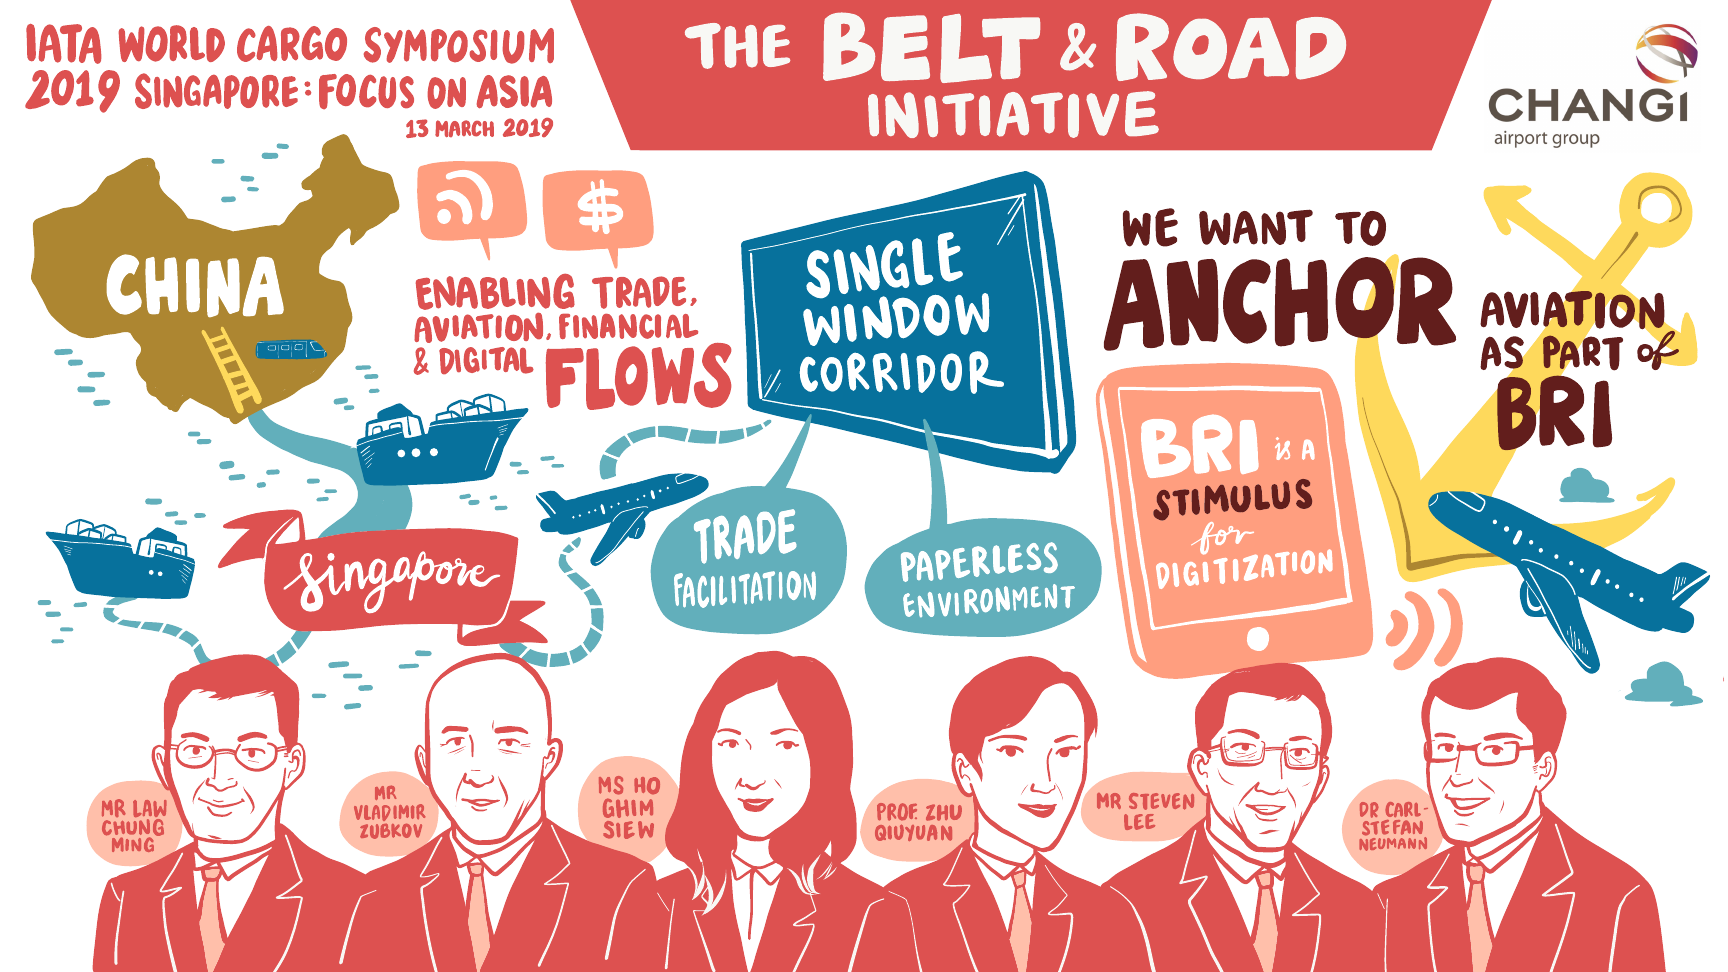 IATA WORLD CARGO SYMPOSIUM
2019 SINGAPORE: FOCUS ON ASIA
13 MARCH 2019
THE BELT & ROAD
INITIATIVE
CHANGI
airport group
CHINA
$
ENABLING TRADE,
AVIATION, FINANCIAL
& DIGITAL FLOWS
SINGLE
WINDOW
CORRIDOR
TRADE
FACILITATION
PAPERLESS
ENVIRONMENT
WE WANT TO
ANCHOR
AVIATION
AS PART of
BRI
BRI is A
STIMULUS
for
DIGITIZATION
Singapore
MR LAW
CHUNG
MING
MR
VLADIMIR
ZUBKOV
MS HO
GHIM
SIEW
PROF. ZHU
QIUYUAN
MR STEVEN
LEE
DR CARL-
STEFAN
NEUMANN